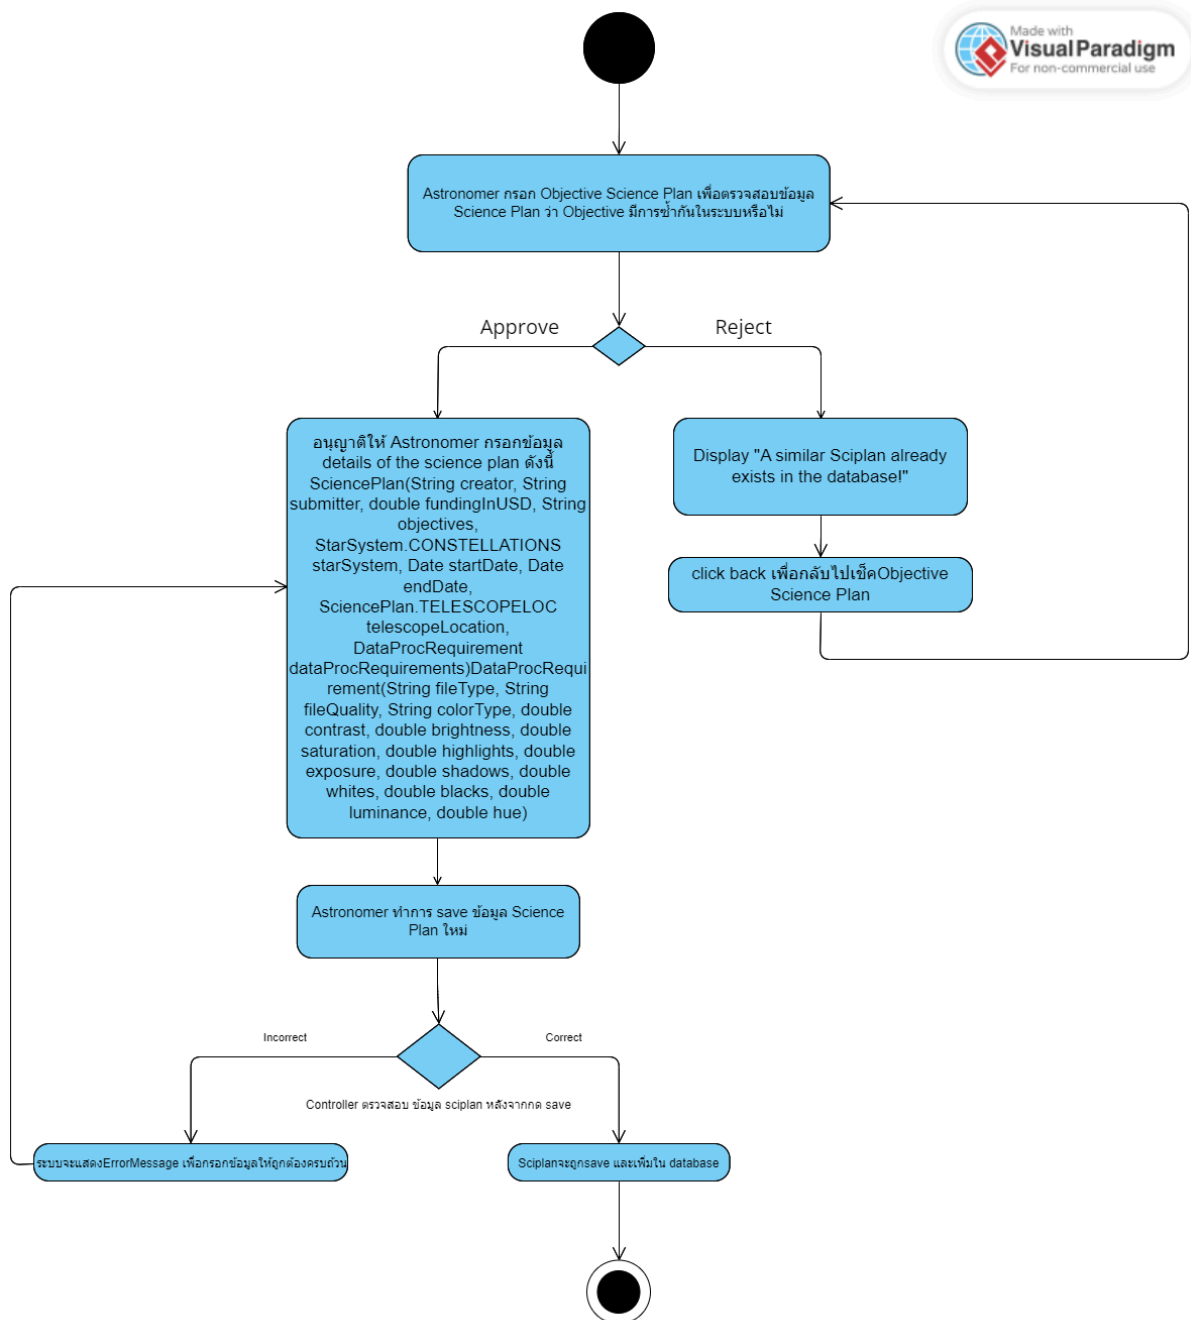 Made with
VisualParadigm
For non-commercial use
Astronomer กรอก Objective Science Plan เพื่อตรวจสอบข้อมูล
Science Plan ว่า Objective มีการซ้ำกันในระบบหรือไม่
Approve
Reject
อนุญาติให้ Astronomer กรอกข้อมูล
details of the science plan ดังนี้
SciencePlan(String creator, String
submitter, double fundingInUSD, String
objectives,
StarSystem.CONSTELLATIONS
starSystem, Date startDate, Date
endDate,
SciencePlan.TELESCOPELOC
telescopeLocation,
DataProcRequirement
dataProcRequirements)DataProcRequi
rement(String fileType, String
fileQuality, String colorType, double
contrast, double brightness, double
saturation, double highlights, double
exposure, double shadows, double
whites, double blacks, double
luminance, double hue)
Display "A similar Sciplan already
exists in the database!"
click back เพื่อกลับไปเช็คObjective
Science Plan
Astronomer ทำการ save ข้อมูล Science
Plan ใหม่
Incorrect
Correct
Controller ตรวจสอบ ข้อมูล sciplan หลังจากกด save
ระบบจะแสดงErrorMessage เพื่อกรอกข้อมูลให้ถูกต้องครบถ้วน
Sciplanจะถูกsave และเพิ่มใน database